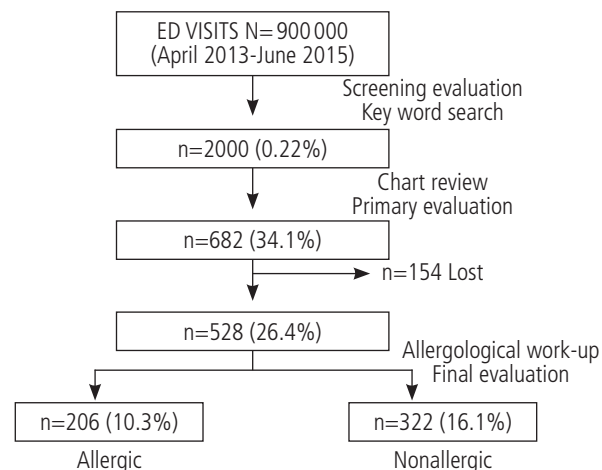 ED VISITS N=900 000
(April 2013-June 2015)
Screening evaluation
Key word search
n=2000 (0.22%)
Chart review
Primary evaluation
n=682 (34.1%)
n=154 Lost
n=528 (26.4%)
Allergological work-up
Final evaluation
n=206 (10.3%)
n=322 (16.1%)
Allergic
Nonallergic